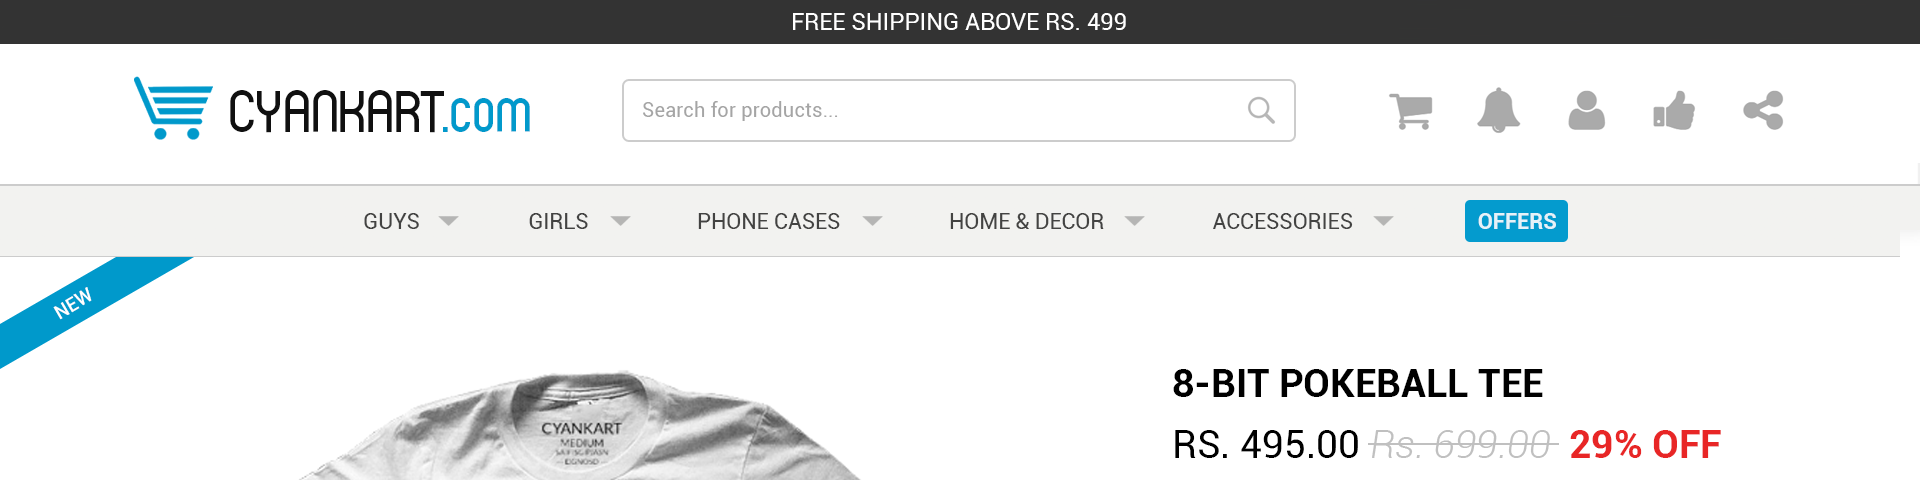 FREE SHIPPING ABOVE RS. 499
CYANKART.com
Search for products...
GUYS GIRLS PHONE CASES HOME & DECOR ACCESSORIES OFFERS
NEW
8-BIT POKEBALL TEE
RS. 495.00 Rs. 699.00 29% OFF
CYANKART
MEDIUM